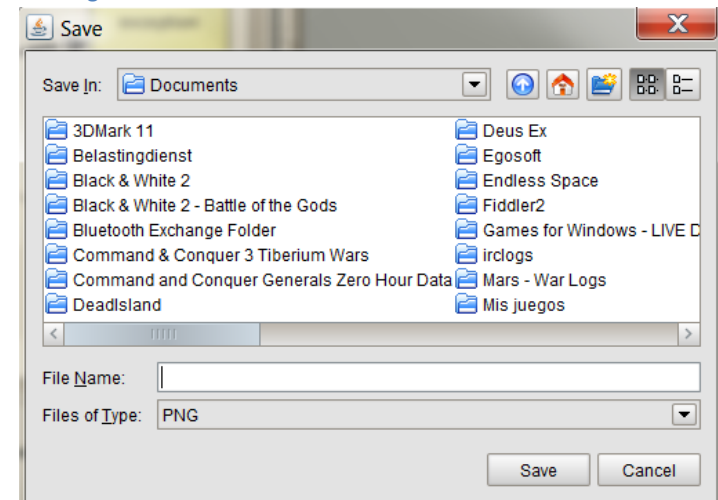 Save
Save In: Documents
3DMark 11
Belastingdienst
Black & White 2
Black & White 2 - Battle of the Gods
Bluetooth Exchange Folder
Command & Conquer 3 Tiberium Wars
Command and Conquer Generals Zero Hour Data
DeadIsland
Deus Ex
Egosoft
Endless Space
Fiddler2
Games for Windows - LIVE D
irclogs
Mars - War Logs
Mis juegos
File Name:
Files of Type: PNG
Save Cancel